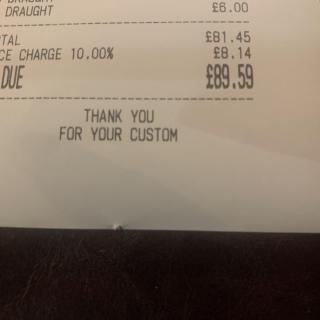 DRAUGHT £6.00
TAL £81.45
CE CHARGE 10.00% £8.14
DUE £89.59
THANK YOU
FOR YOUR CUSTOM